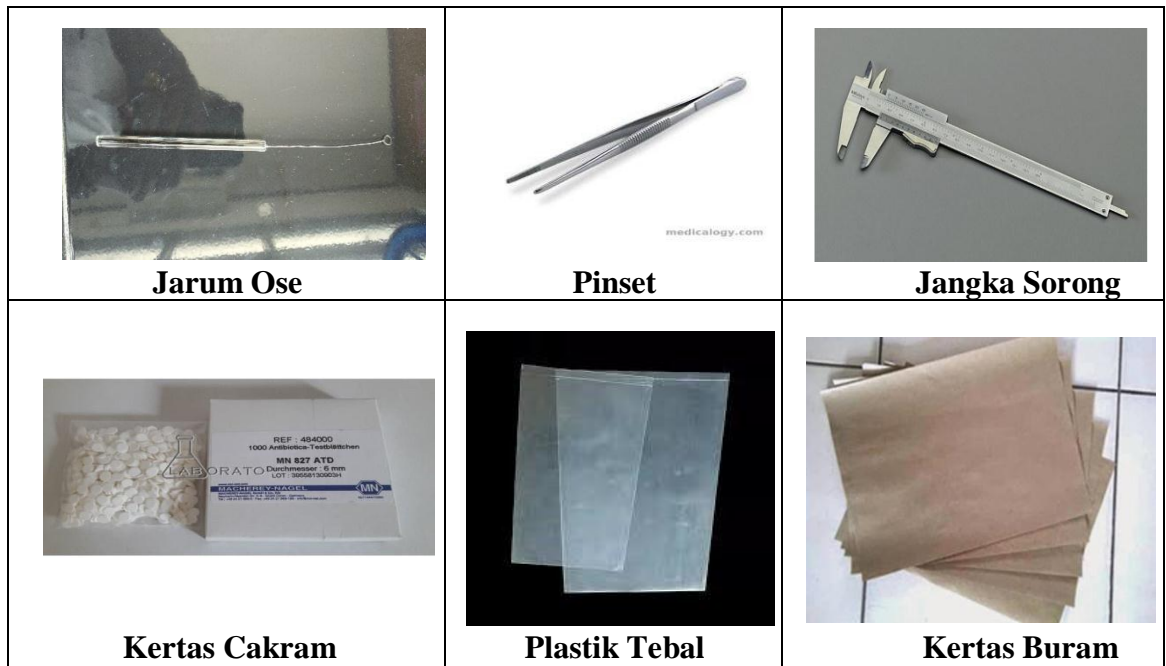 medicalogy.com
Jarum Ose
Pinset
Jangka Sorong
REF : 484000
1000 Antibiotica-Testblättchen
MN 827 ATD
LABORATO
Durchmesser : 6 mm
MACHEREY-NAGEL
MN
Kertas Cakram
Plastik Tebal
Kertas Buram